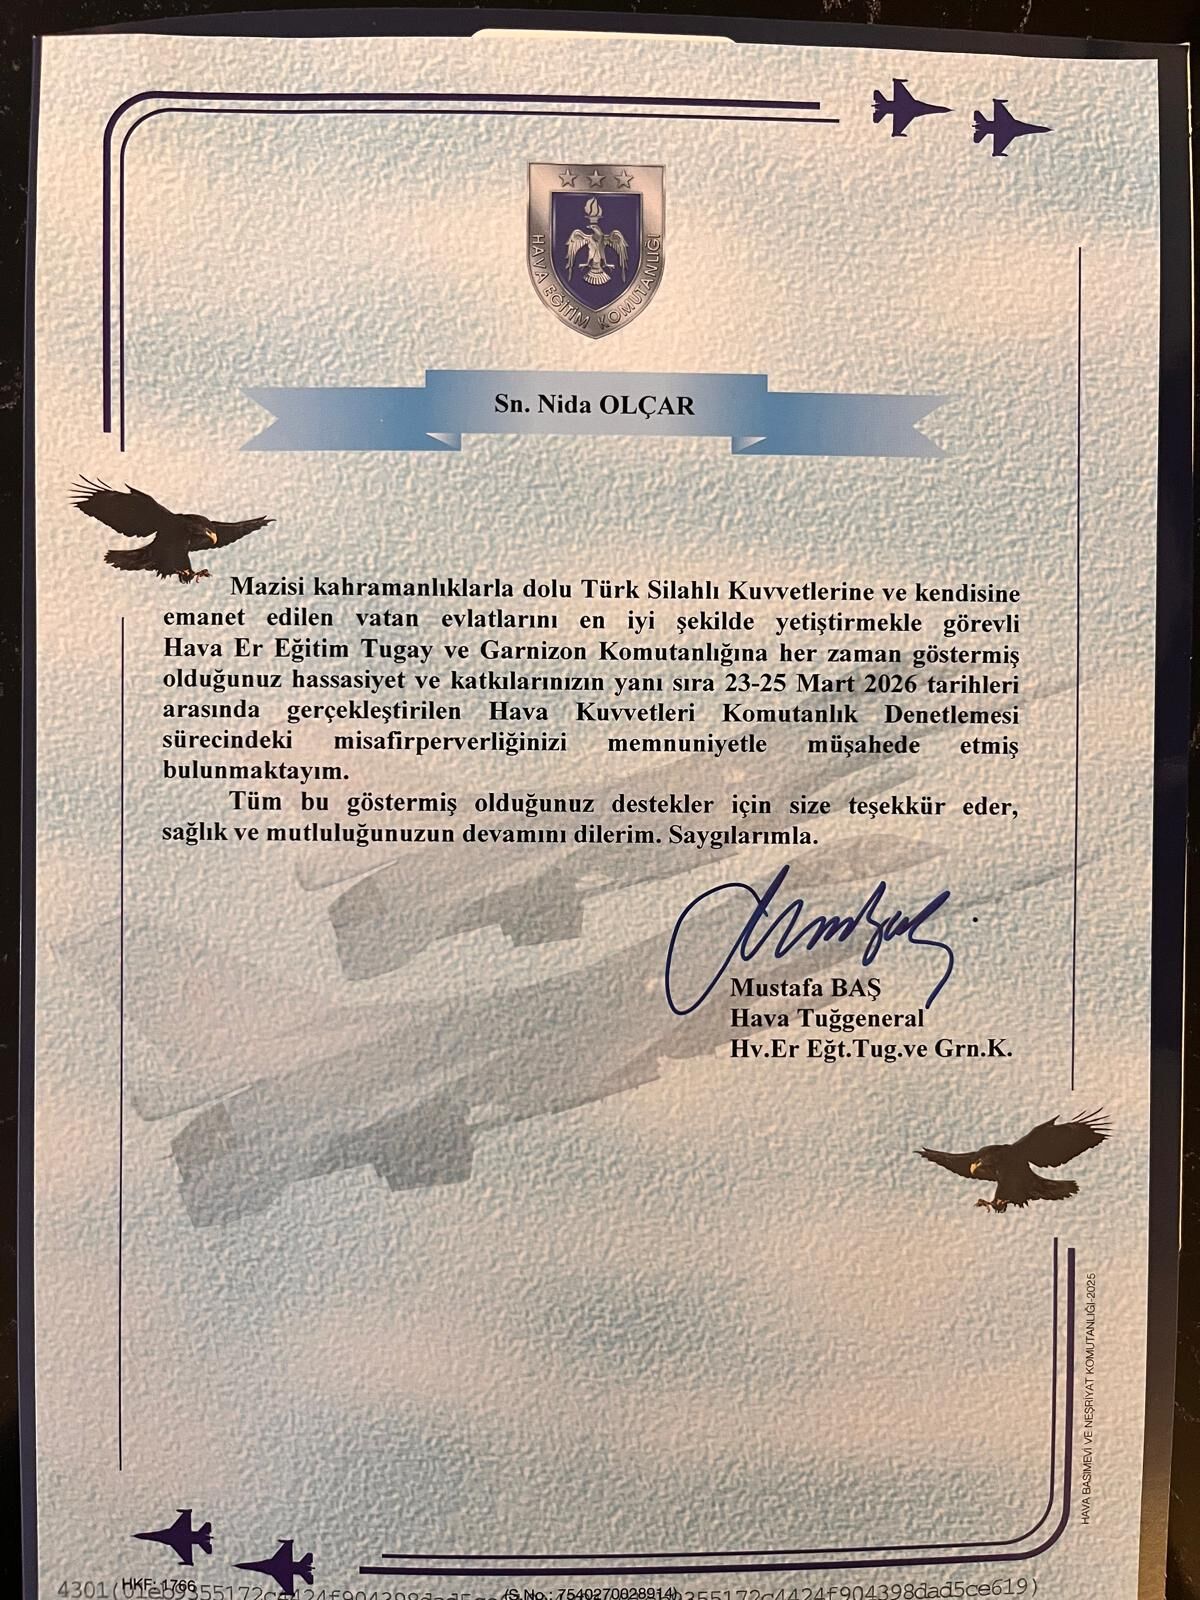 HAVA EĞİTİM KOMUTANLIĞI
Sn. Nida OLÇAR
Mazisi kahramanlıklarla dolu Türk Silahlı Kuvvetlerine ve kendisine
emanet edilen vatan evlatlarını en iyi şekilde yetiştirmekle görevli
Hava Er Eğitim Tugay ve Garnizon Komutanlığına her zaman göstermiş
olduğunuz hassasiyet ve katkılarınızın yanı sıra 23-25 Mart 2026 tarihleri
arasında gerçekleştirilen Hava Kuvvetleri Komutanlık Denetlemesi
sürecindeki misafirperverliğinizi memnuniyetle müşahede etmiş
bulunmaktayım.
Tüm bu göstermiş olduğunuz destekler için size teşekkür eder,
sağlık ve mutluluğunuzun devamını dilerim. Saygılarımla.
Mustafa BAŞ
Hava Tuğgeneral
Hv.Er Eğt.Tug.ve Grn.K.
HAVA BASIMEVİ VE NEŞRİYAT KOMUTANLIĞI-2025
HKF: 1766
(S.No.: 7540270028914)